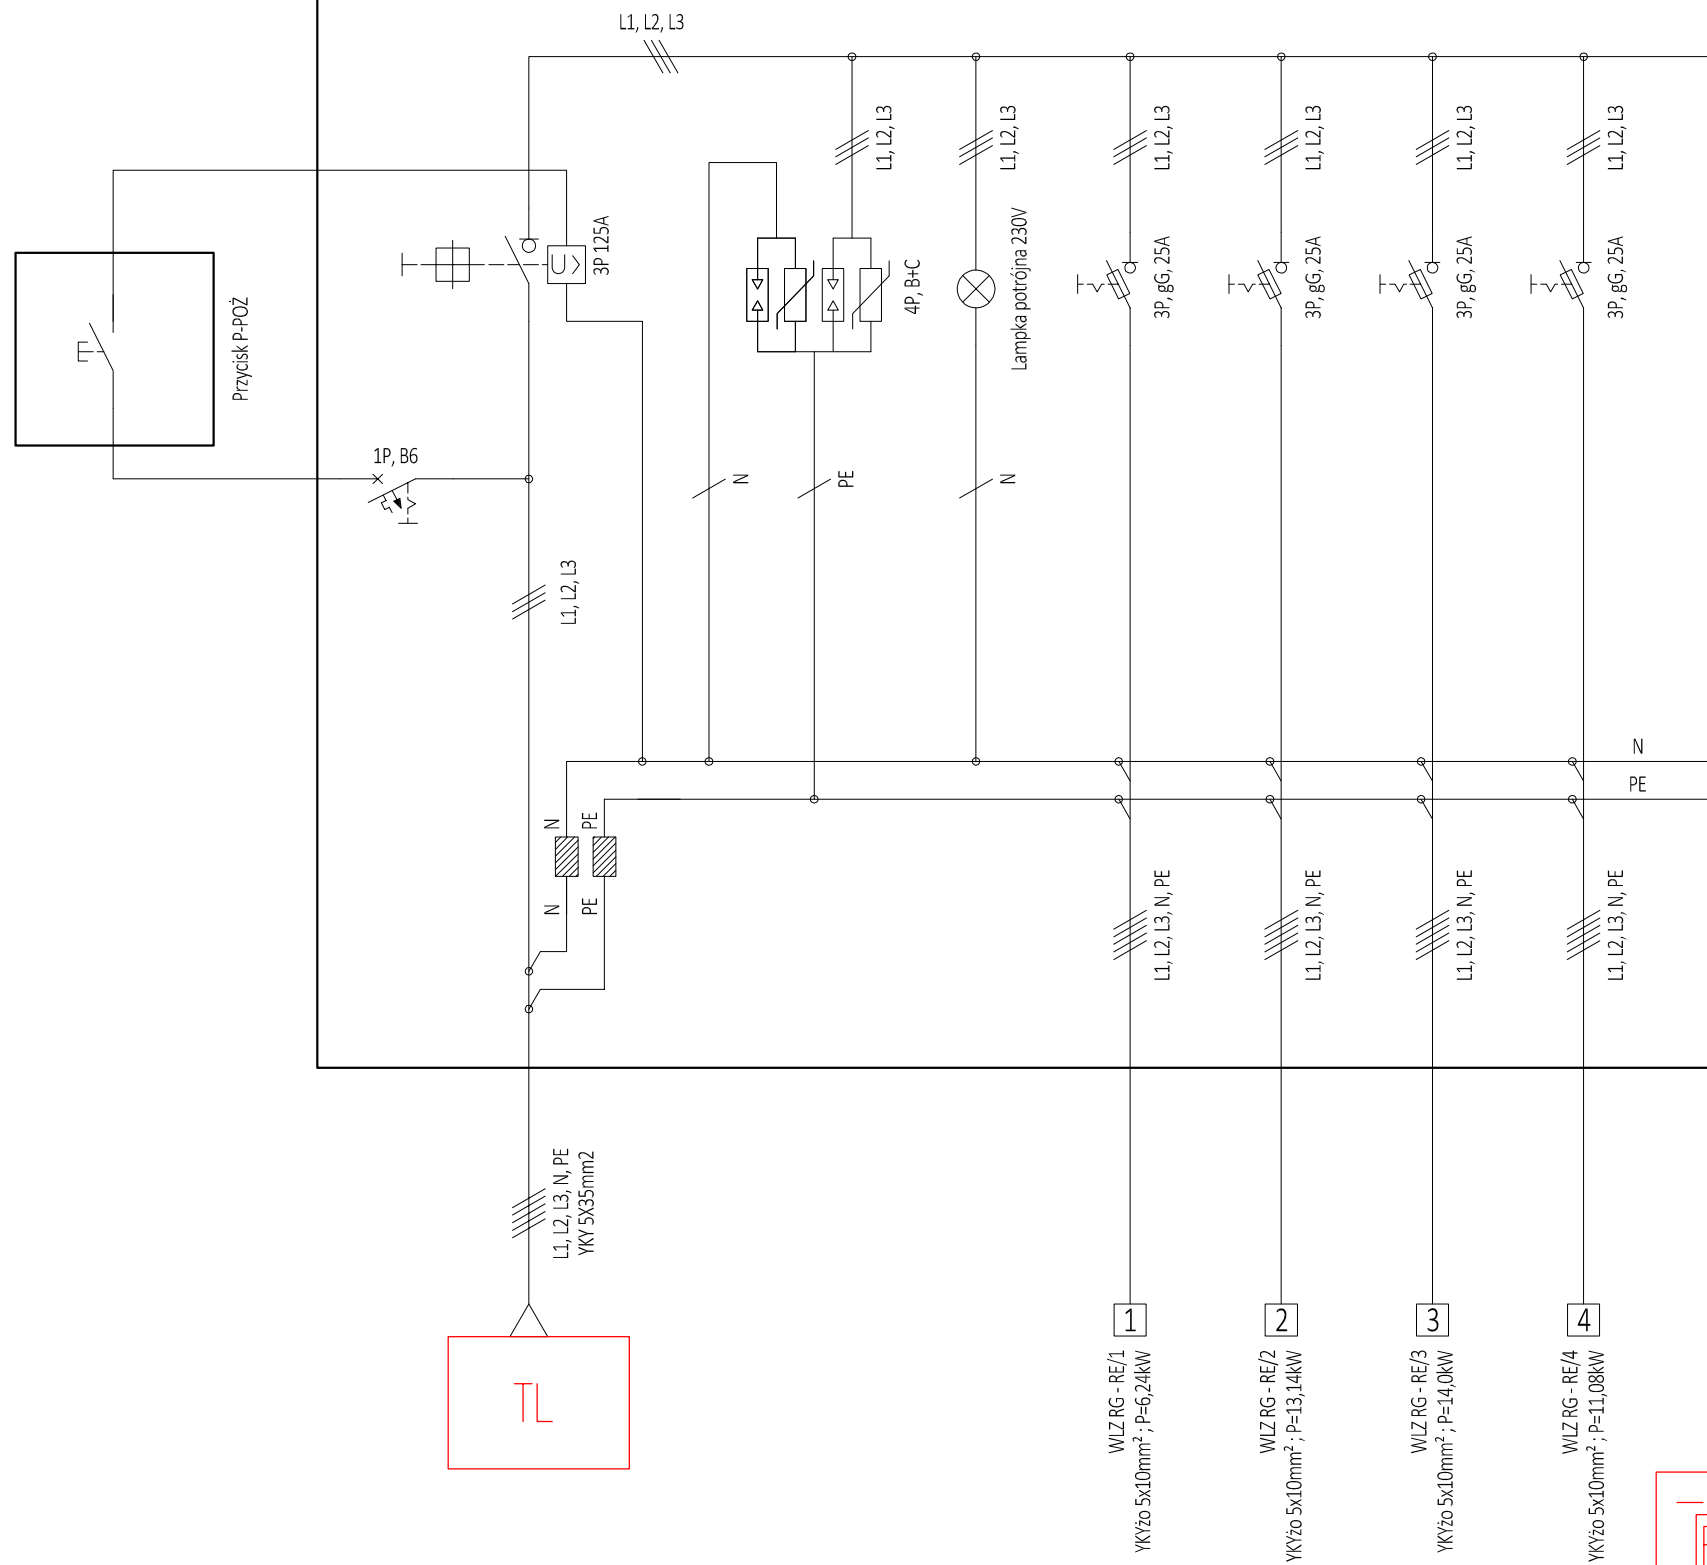 L1, L2, L3
L1, L2, L3
L1, L2, L3
L1, L2, L3
L1, L2, L3
L1, L2, L3
L1, L2, L3
3P 125A
4P, B+C
Lampka potrójna 230V
3P, gG, 25A
3P, gG, 25A
3P, gG, 25A
3P, gG, 25A
Przycisk P-POŻ
1P, B6
N
PE
N
L1, L2, L3
N
PE
N
PE
N
PE
L1, L2, L3, N, PE
L1, L2, L3, N, PE
L1, L2, L3, N, PE
L1, L2, L3, N, PE
L1, L2, L3, N, PE
YKY 5X35mm2
TL
1
WLZ RG - RE/1
YKYżo 5x10mm² ; P=6,24kW
2
WLZ RG - RE/2
YKYżo 5x10mm² ; P=13,14kW
3
WLZ RG - RE/3
YKYżo 5x10mm² ; P=14,0kW
4
WLZ RG - RE/4
YKYżo 5x10mm² ; P=11,08kW